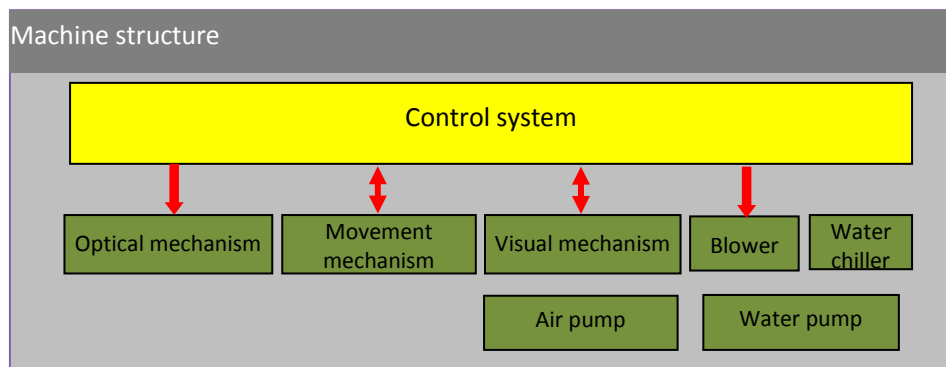 Machine structure
Control system
Optical mechanism
Movement
mechanism
Visual mechanism
Blower
Water
chiller
Air pump
Water pump